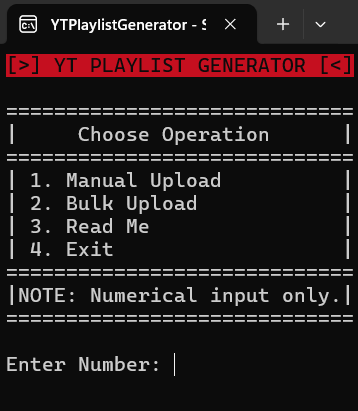 YTPlaylistGenerator - S
[>] YT PLAYLIST GENERATOR [<]
=============================
|     Choose Operation      |
=============================
| 1. Manual Upload          |
| 2. Bulk Upload            |
| 3. Read Me                |
| 4. Exit                   |
=============================
|NOTE: Numerical input only.|
=============================
Enter Number: